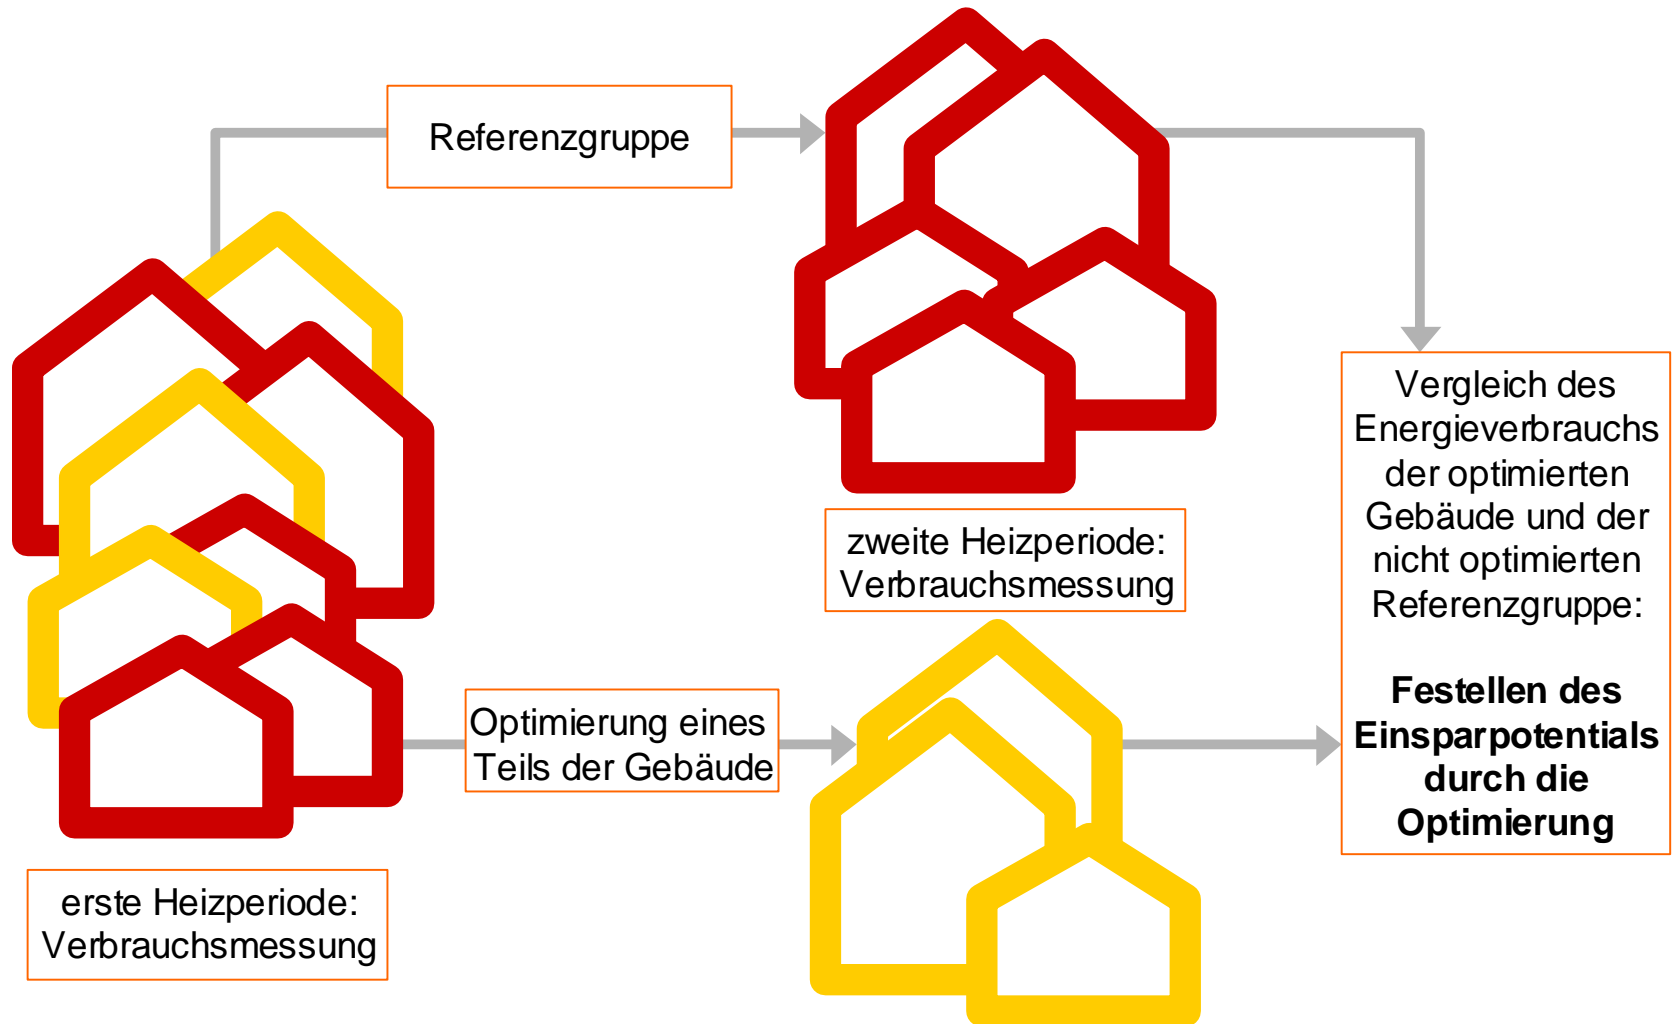 Referenzgruppe
zweite Heizperiode:
Verbrauchsmessung
Optimierung eines
Teils der Gebäude
erste Heizperiode:
Verbrauchsmessung
Vergleich des
Energieverbrauchs
der optimierten
Gebäude und der
nicht optimierten
Referenzgruppe:
Festellen des
Einsparpotentials
durch die
Optimierung